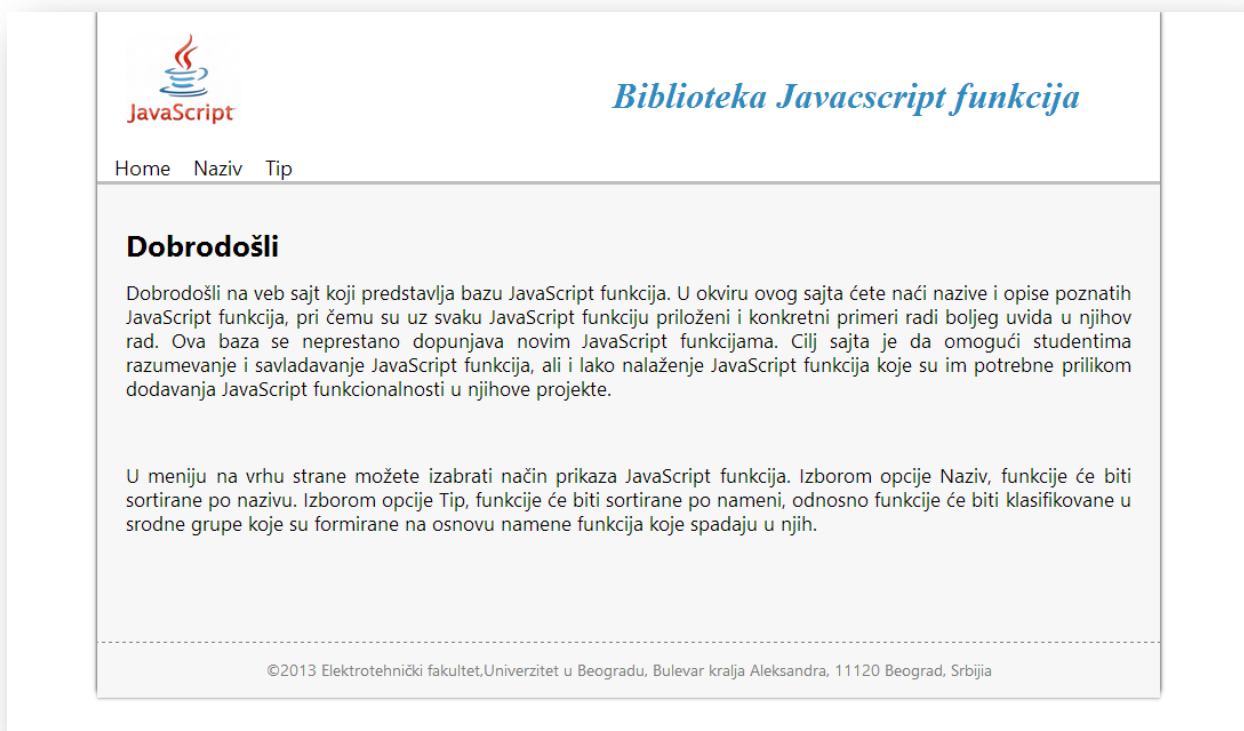 JavaScript
Biblioteka Javacscript funkcija
Home Naziv Tip
Dobrodošli
Dobrodošli na veb sajt koji predstavlja bazu JavaScript funkcija. U okviru ovog sajta ćete naći nazive i opise poznatih
JavaScript funkcija, pri čemu su uz svaku JavaScript funkciju priloženi i konkretni primeri radi boljeg uvida u njihov
rad. Ova baza se neprestano dopunjava novim JavaScript funkcijama. Cilj sajta je da omogući studentima
razumevanje i savladavanje JavaScript funkcija, ali i lako nalaženje JavaScript funkcija koje su im potrebne prilikom
dodavanja JavaScript funkcionalnosti u njihove projekte.
U meniju na vrhu strane možete izabrati način prikaza JavaScript funkcija. Izborom opcije Naziv, funkcije će biti
sortirane po nazivu. Izborom opcije Tip, funkcije će biti sortirane po nameni, odnosno funkcije će biti klasifikovane u
srodne grupe koje su formirane na osnovu namene funkcija koje spadaju u njih.
©2013 Elektrotehnički fakultet,Univerzitet u Beogradu, Bulevar kralja Aleksandra, 11120 Beograd, Srbijia